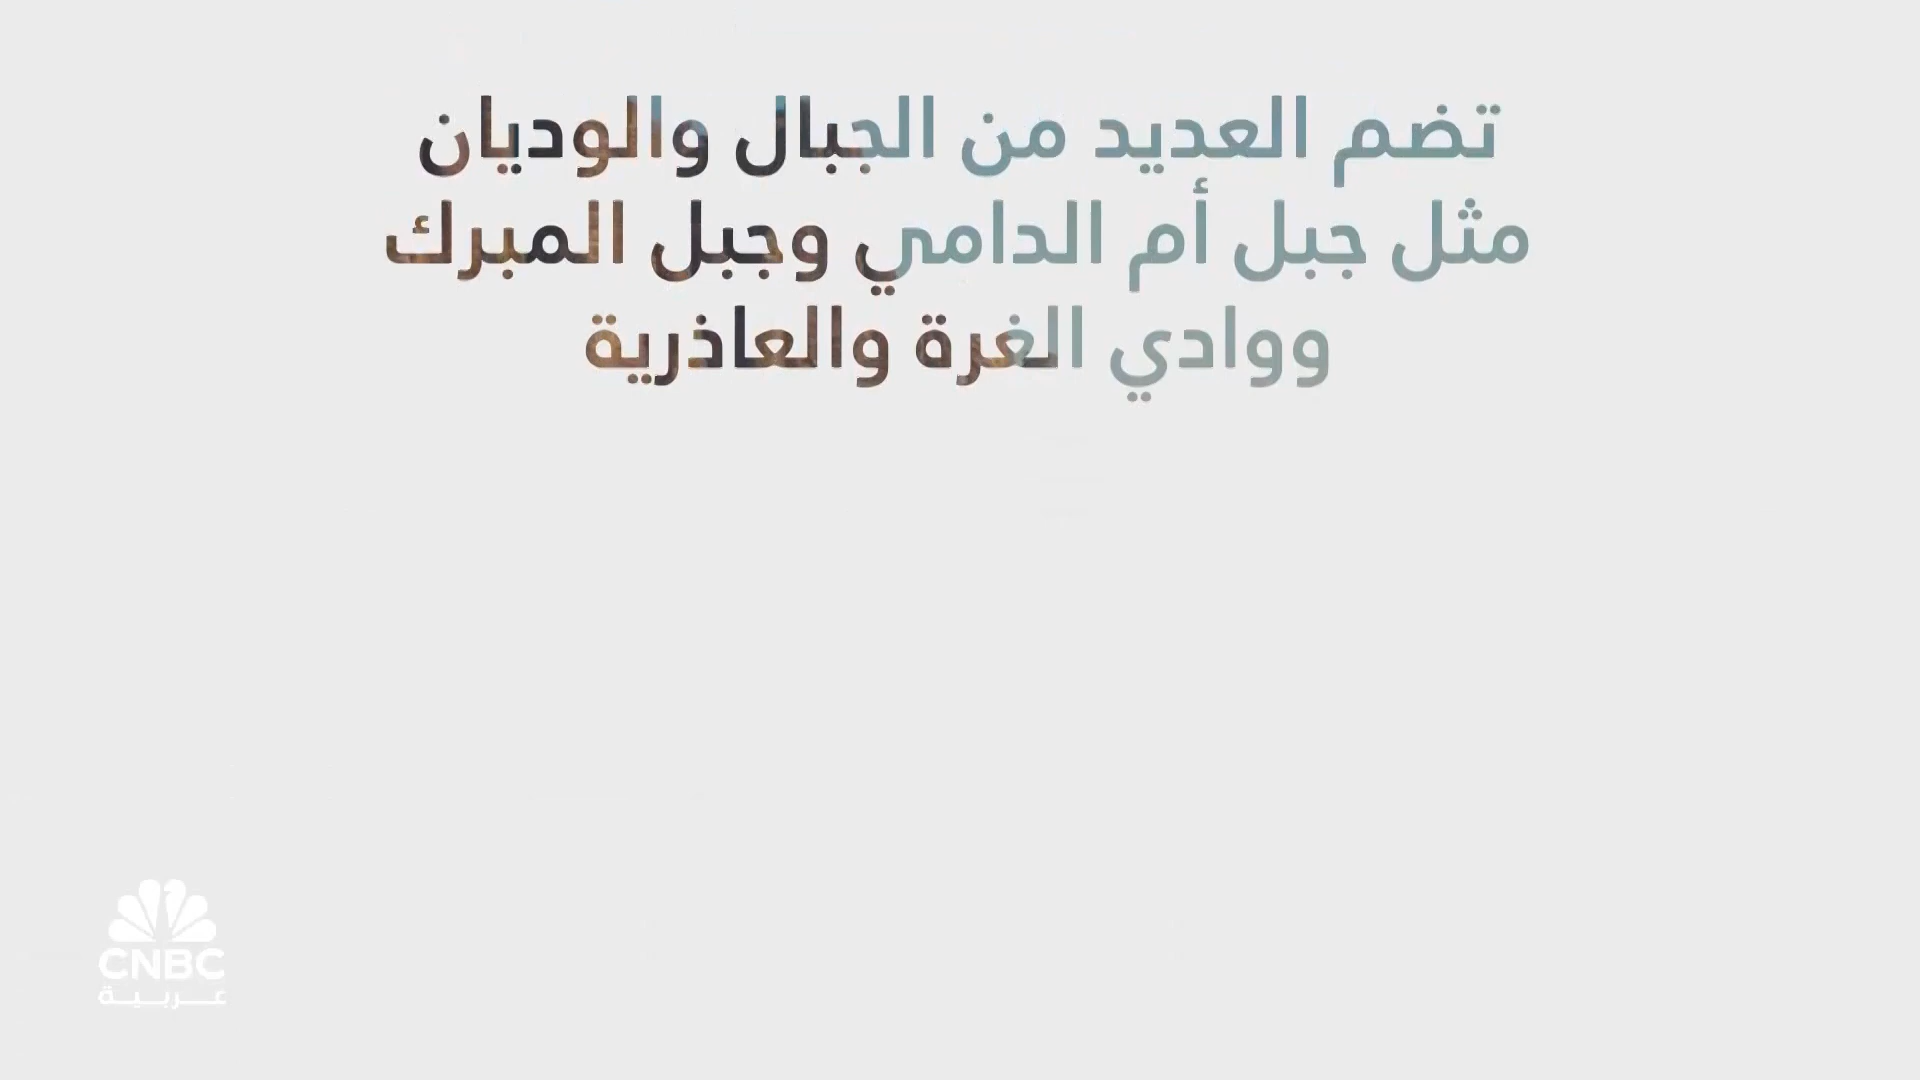 تضم العديد من الجبال والوديان
مثل جبل أم الدامي وجبل المبرك
ووادي الغرة والعاذرية
CNBC
عربية